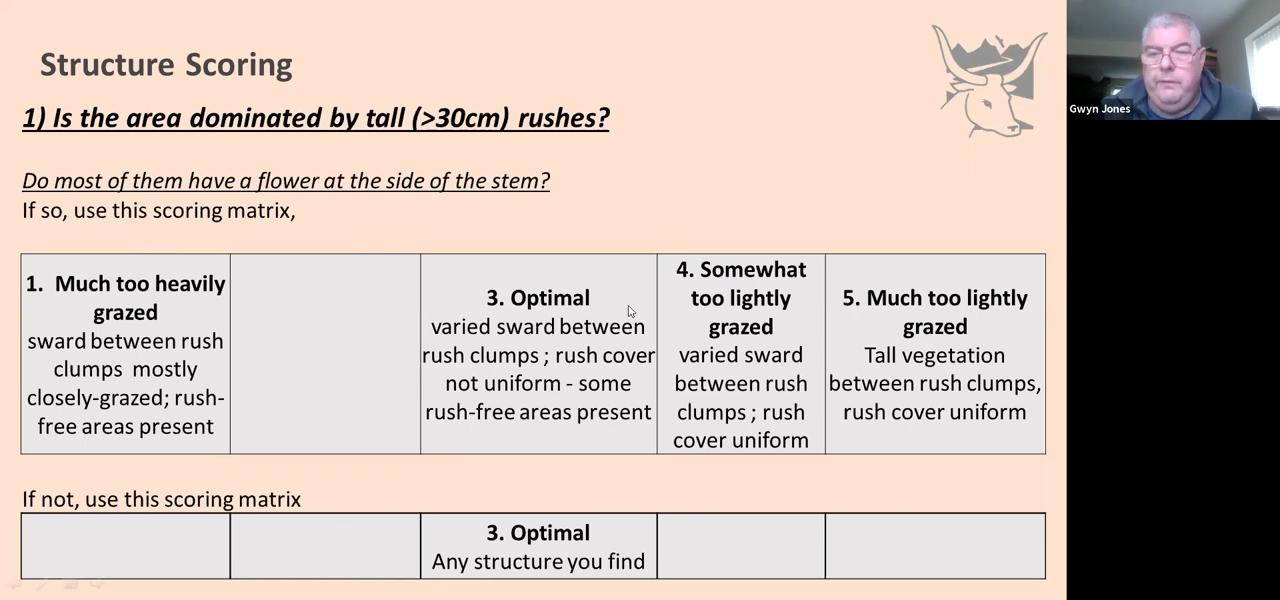 Structure Scoring
1) Is the area dominated by tall (>30cm) rushes?
Do most of them have a flower at the side of the stem?
If so, use this scoring matrix,
1. Much too heavily
grazed
sward between rush
clumps mostly
closely-grazed; rush-
free areas present
3. Optimal
varied sward between
rush clumps ; rush cover
not uniform - some
rush-free areas present
4. Somewhat
too lightly
grazed
varied sward
between rush
clumps ; rush
cover uniform
5. Much too lightly
grazed
Tall vegetation
between rush clumps,
rush cover uniform
If not, use this scoring matrix
3. Optimal
Any structure you find
Gwyn Jones